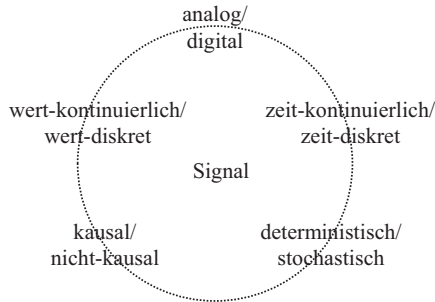 analog/
digital
wert-kontinuierlich/
wert-diskret
zeit-kontinuierlich/
zeit-diskret
Signal
kausal/
nicht-kausal
deterministisch/
stochastisch